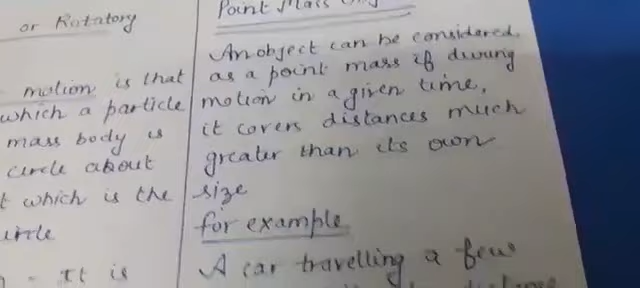 or Rotatory
motion is that
which a particle
mass body is
circle about
which is the
Point Mass
An object can be considered
as a point mass if during
motion in a given time,
it covers distances much
greater than its own
size
for example
A car travelling a few